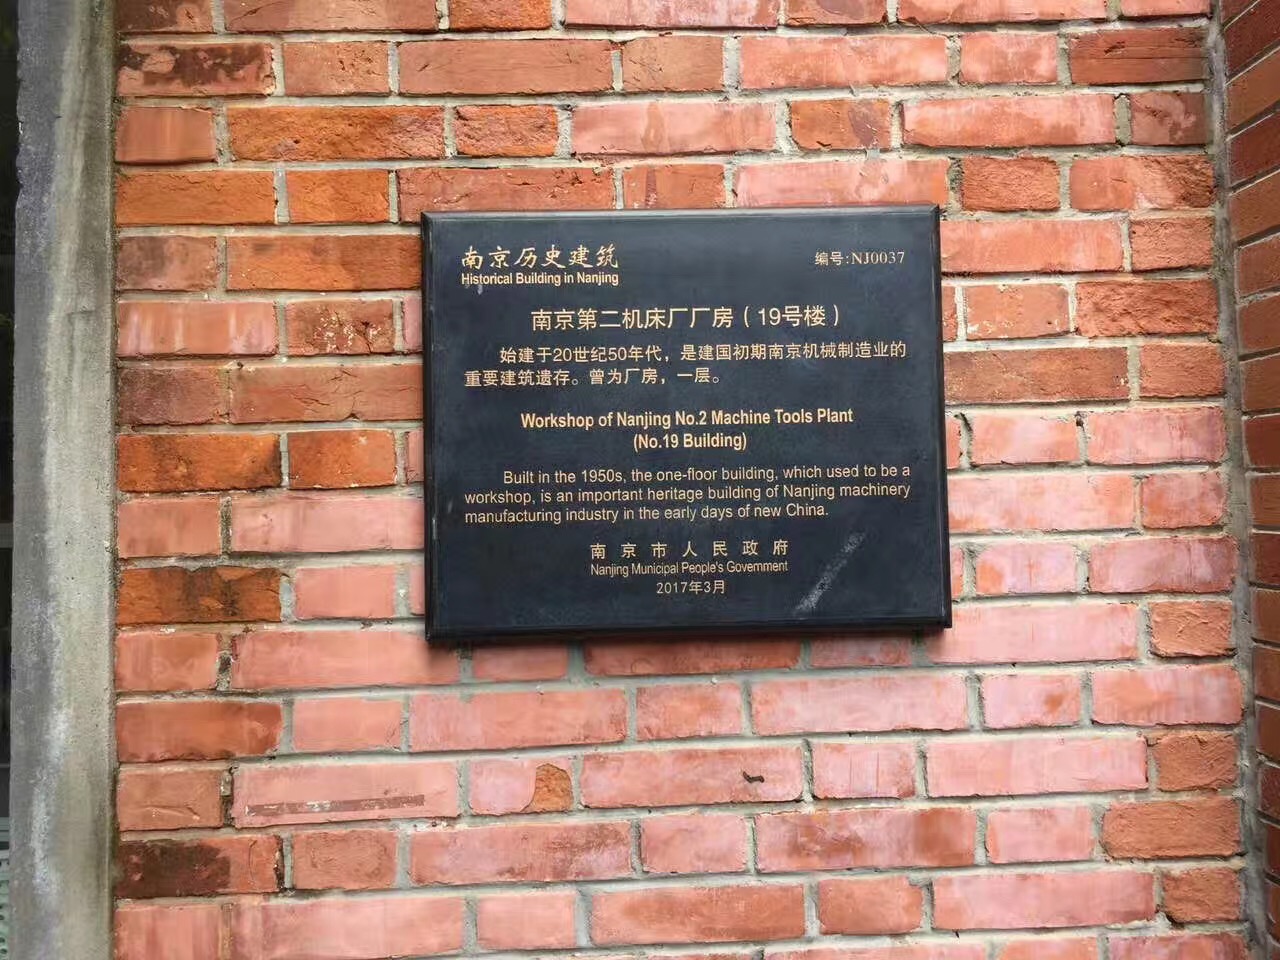 南京历史建筑
Historical Building in Nanjing
编号:NJ0037
南京第二机床厂厂房（19号楼）
始建于20世纪50年代，是建国初期南京机械制造业的
重要建筑遗存。曾为厂房，一层。
Workshop of Nanjing No.2 Machine Tools Plant
(No.19 Building)
Built in the 1950s, the one-floor building, which used to be a
workshop, is an important heritage building of Nanjing machinery
manufacturing industry in the early days of new China.
南京市人民政府
Nanjing Municipal People's Government
2017年3月